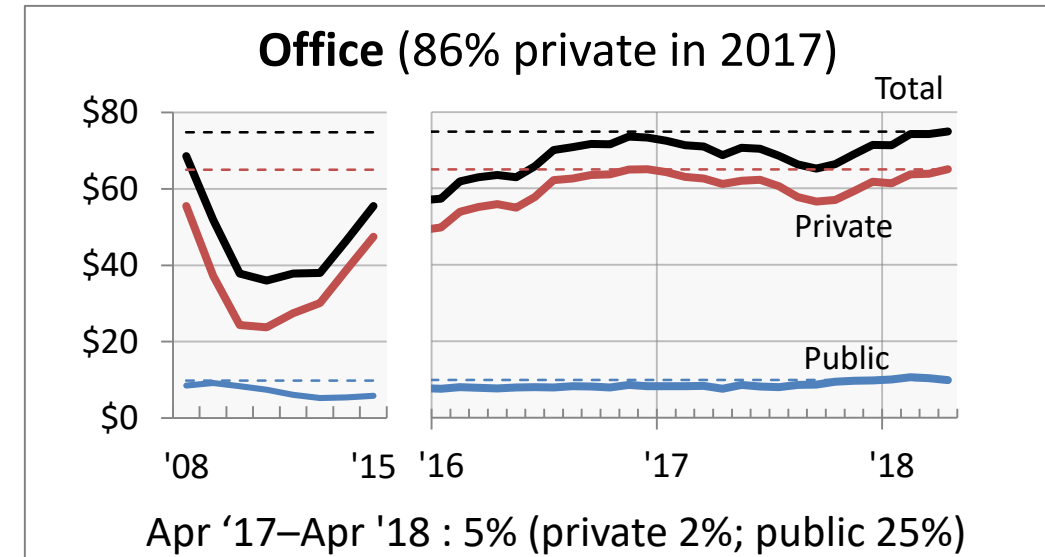 Office (86% private in 2017)
Total
$80
$60
$40
$20
$0
Private
Public
'08
'15
'16
'17
'18
Apr ‘17–Apr '18 : 5% (private 2%; public 25%)